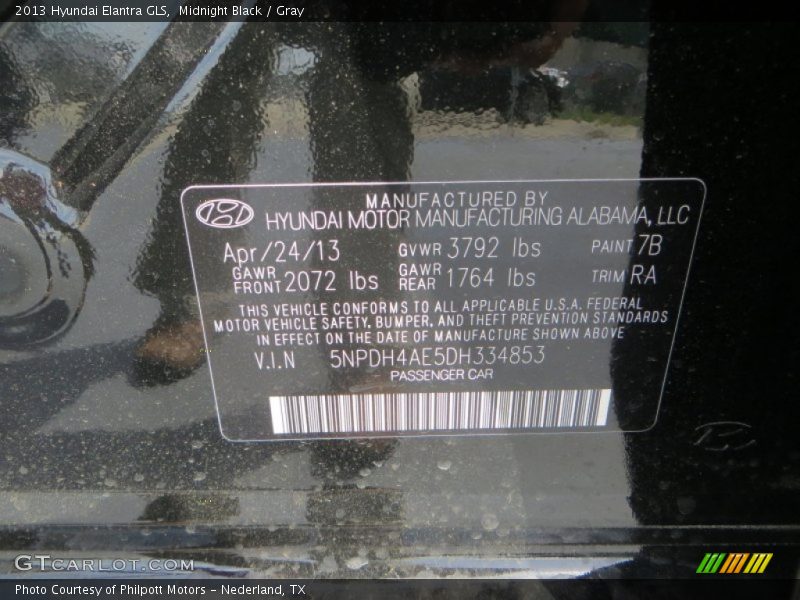 2013 Hyundai Elantra GLS,  Midnight Black / Gray
MANUFACTURED BY
HYUNDAI MOTOR MANUFACTURING ALABAMA, LLC
Apr/24/13 GVWR 3792 lbs PAINT 7B
GAWR FRONT 2072 lbs GAWR REAR 1764 lbs TRIM RA
THIS VEHICLE CONFORMS TO ALL APPLICABLE U.S.A. FEDERAL
MOTOR VEHICLE SAFETY, BUMPER, AND THEFT PREVENTION STANDARDS
IN EFFECT ON THE DATE OF MANUFACTURE SHOWN ABOVE
V.I.N 5NPDH4AE5DH334853
PASSENGER CAR
GTCARLOT.COM
Photo Courtesy of Philpott Motors – Nederland, TX